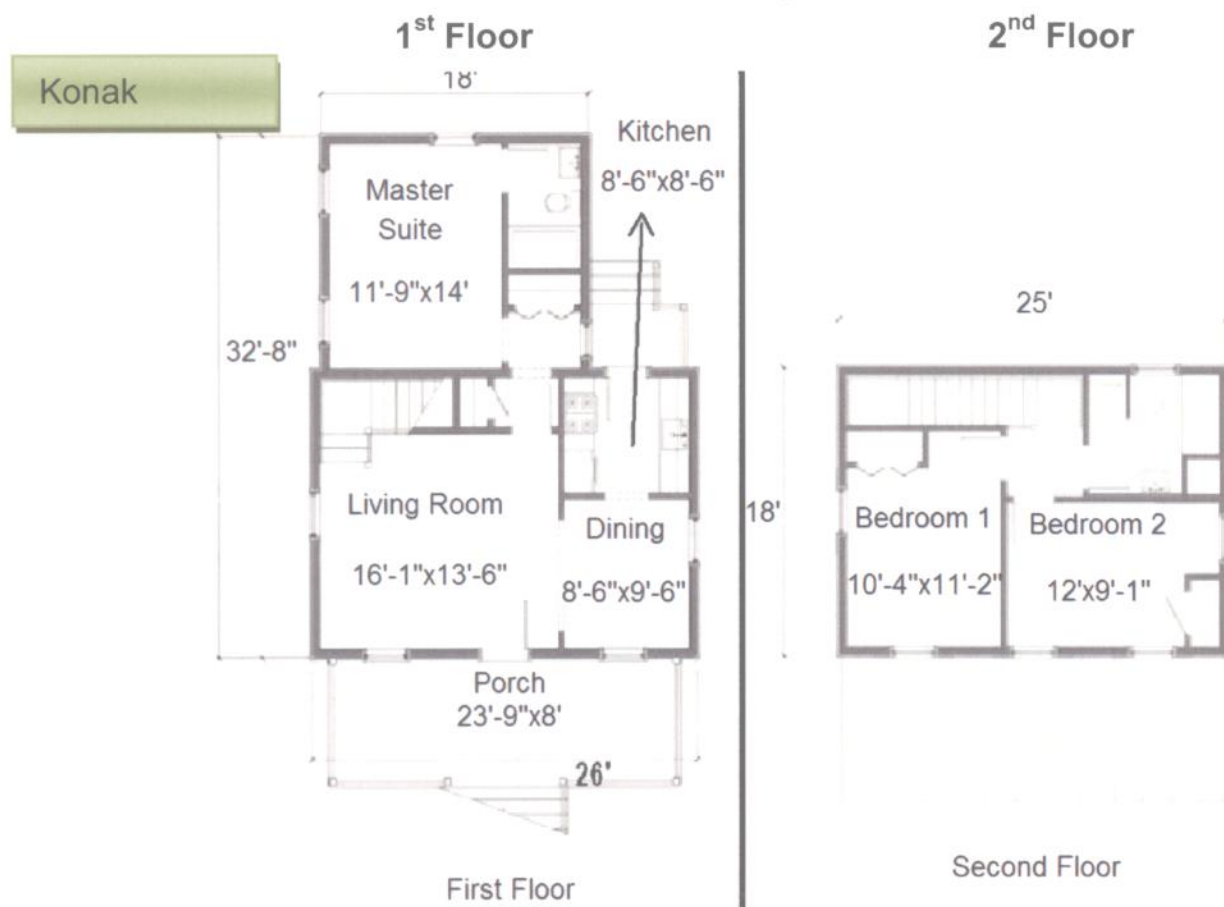 1st Floor
2nd Floor
Konak
18'
Kitchen
8'-6"x8'-6"
Master
Suite
11'-9"x14'
32'-8"
25'
18'
Living Room
16'-1"x13'-6"
Dining
8'-6"x9'-6"
Bedroom 1
10'-4"x11'-2"
Bedroom 2
12'x9'-1"
Porch
23'-9"x8'
26'
First Floor
Second Floor